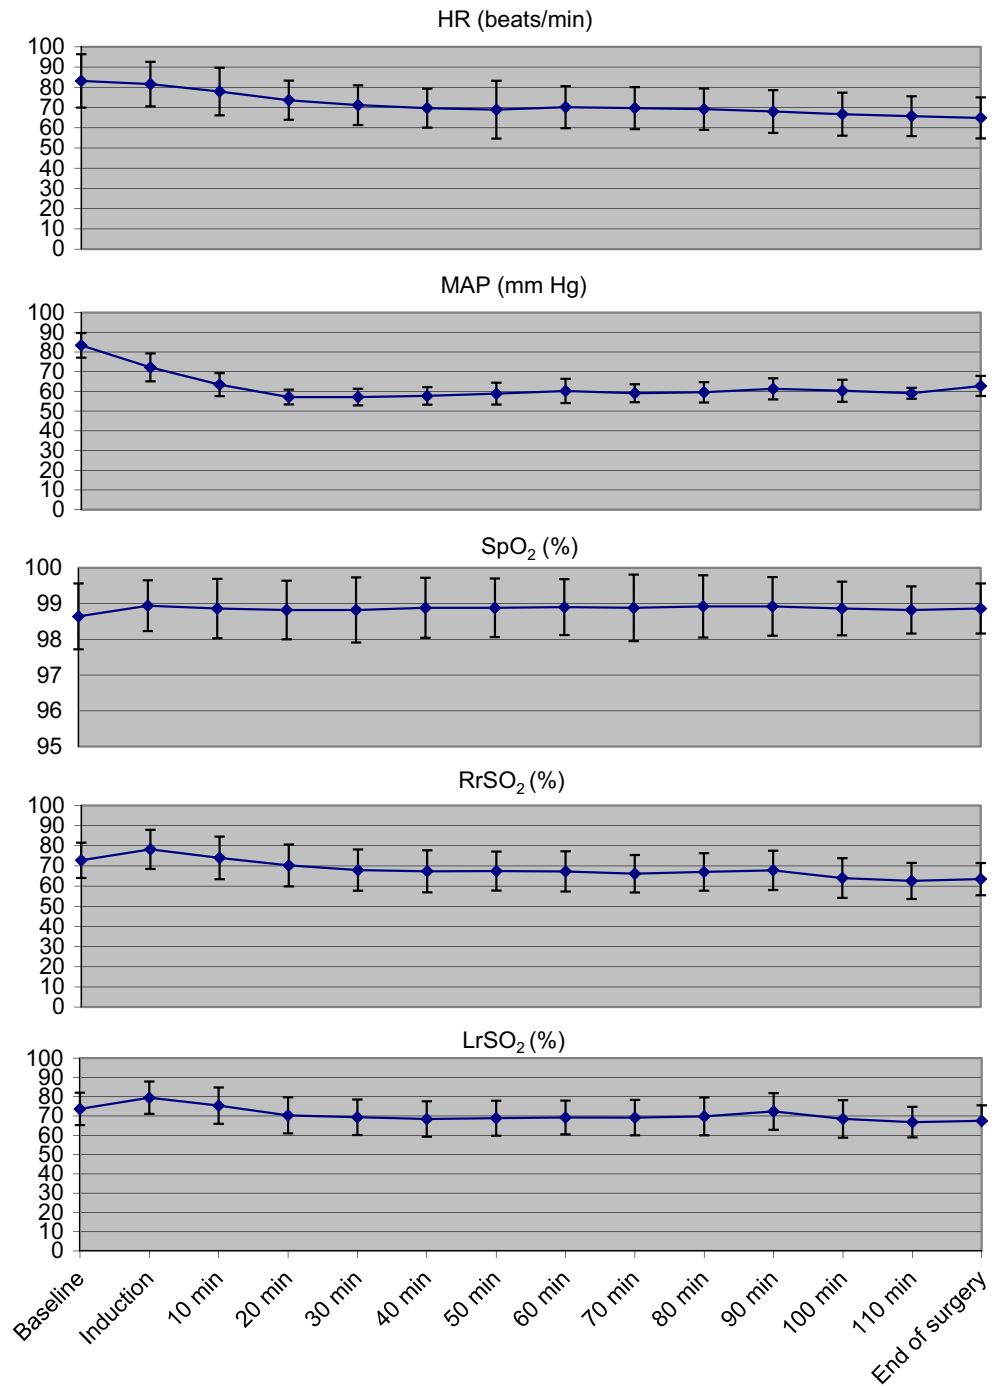 HR (beats/min)
100
90
80
70
60
50
40
30
20
10
0
MAP (mm Hg)
100
90
80
70
60
50
40
30
20
10
0
SpO₂ (%)
100
99
98
97
96
95
RrSO₂ (%)
100
90
80
70
60
50
40
30
20
10
0
LrSO₂ (%)
100
90
80
70
60
50
40
30
20
10
0
Baseline
Induction
10 min
20 min
30 min
40 min
50 min
60 min
70 min
80 min
90 min
100 min
110 min
End of surgery